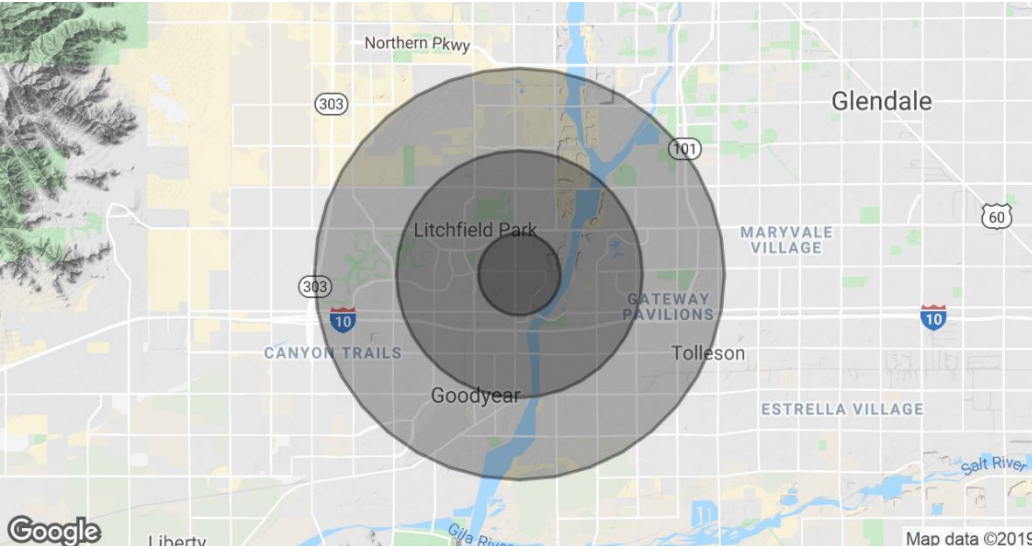 Northern Pkwy
303
Glendale
101
60
Litchfield Park
MARYVALE
VILLAGE
303
GATEWAY
PAVILIONS
10
10
CANYON TRAILS
Tolleson
Goodyear
ESTRELLA VILLAGE
Salt River
Google
Liberty
Gila River
Map data ©2019